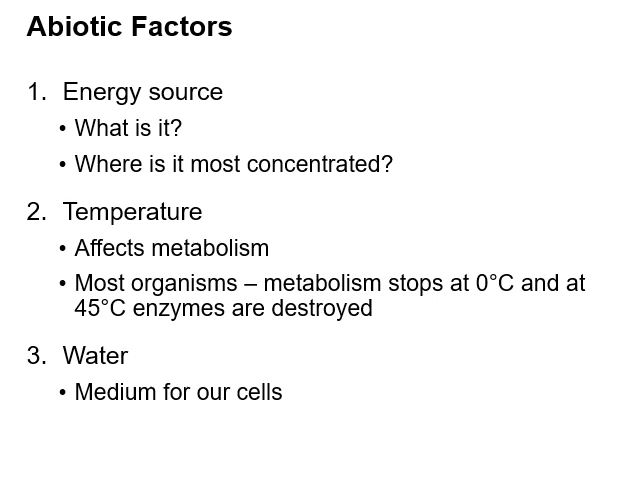 Abiotic Factors
1. Energy source
• What is it?
• Where is it most concentrated?
2. Temperature
• Affects metabolism
• Most organisms – metabolism stops at 0°C and at
45°C enzymes are destroyed
3. Water
• Medium for our cells